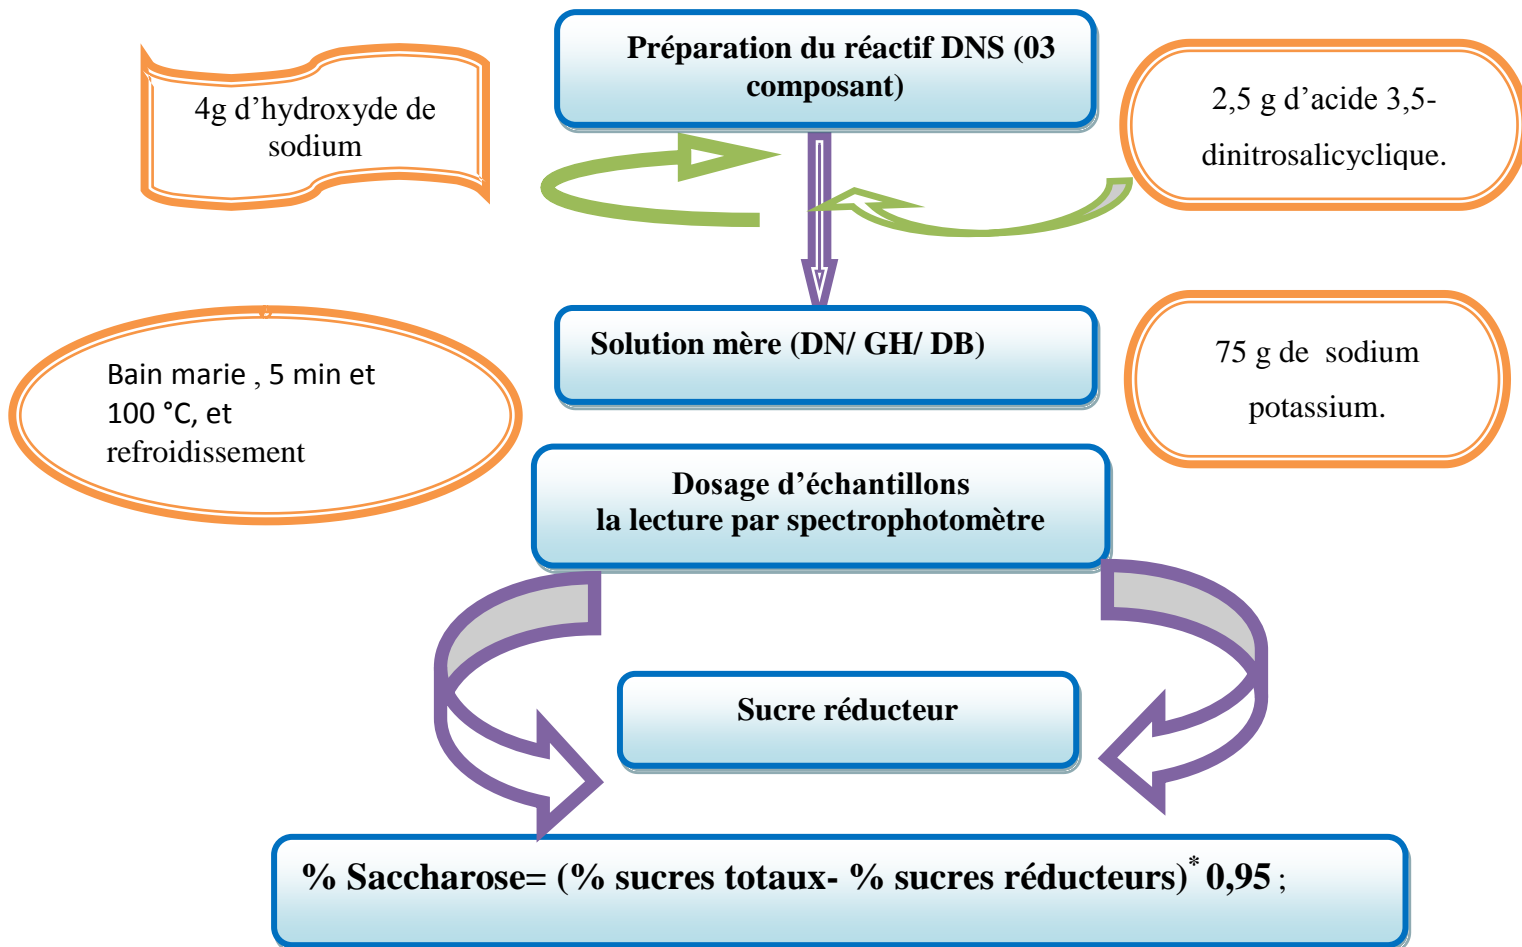 Préparation du réactif DNS (03
composant)
4g d’hydroxyde de
sodium
2,5 g d’acide 3,5-
dinitrosalicyclique.
Solution mère (DN/ GH/ DB)
Bain marie , 5 min et
100 °C, et
refroidissement
75 g de sodium
potassium.
Dosage d’échantillons
la lecture par spectrophotomètre
Sucre réducteur
% Saccharose= (% sucres totaux- % sucres réducteurs)* 0,95 ;